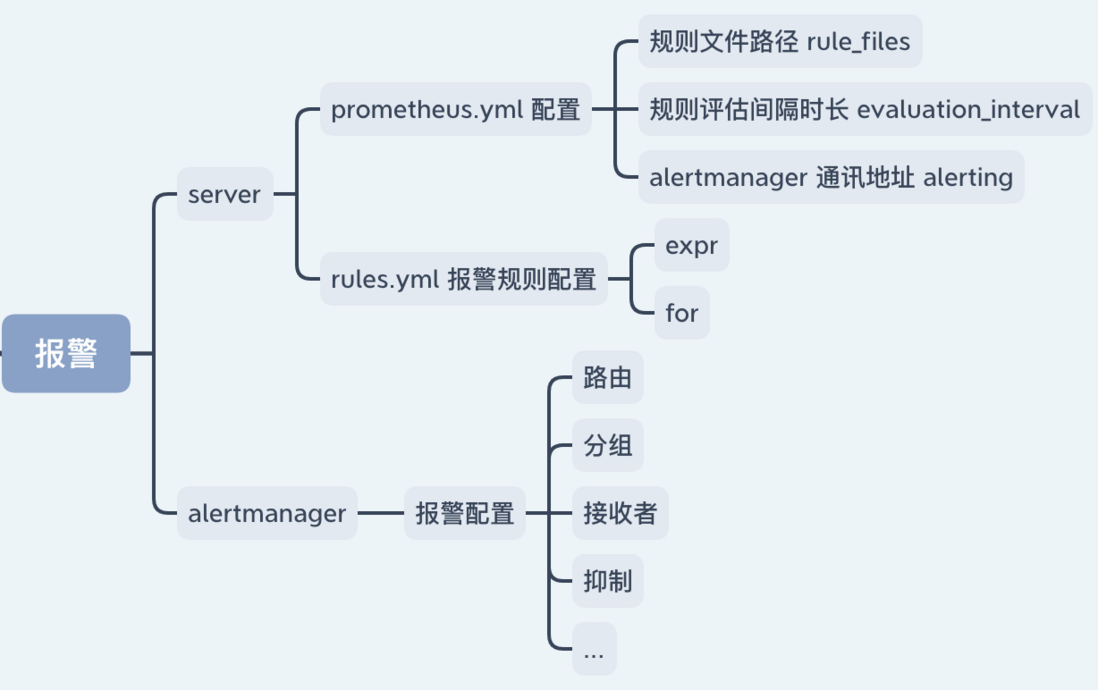 报警
server
prometheus.yml 配置
规则文件路径 rule_files
规则评估间隔时长 evaluation_interval
alertmanager 通讯地址 alerting
rules.yml 报警规则配置
expr
for
alertmanager
报警配置
路由
分组
接收者
抑制
...